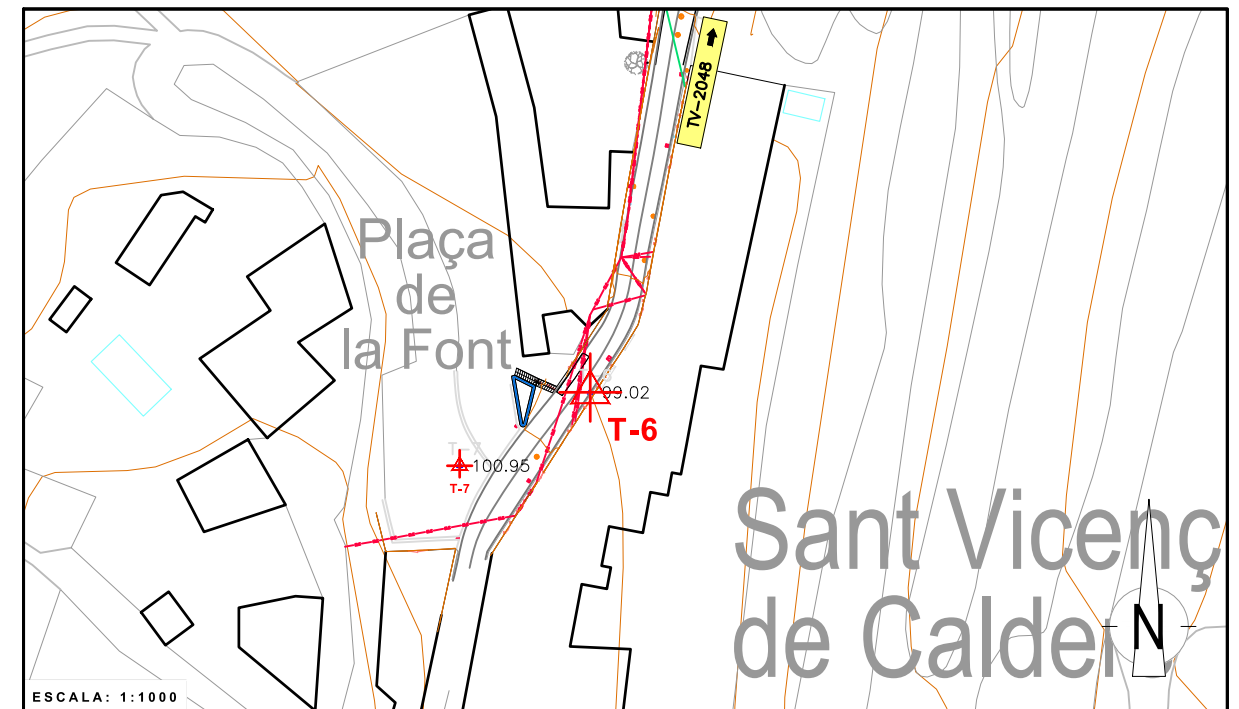 TV-2048
Plaça
de
la Font
99.02
T-6
T-7
100.95
T-7
Sant Vicenç
de Calder
N
ESCALA: 1:1000